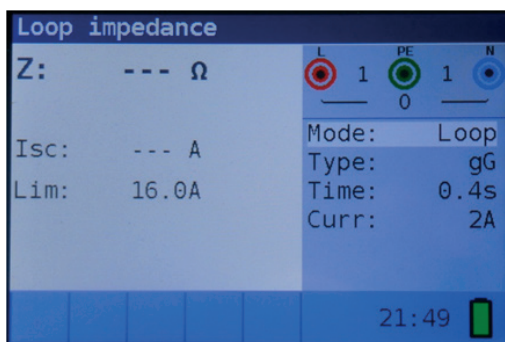 Loop impedance
Z: --- Ω
Isc: --- A
Lim: 16.0A
L PE N
1 1
0
Mode: Loop
Type: gG
Time: 0.4s
Curr: 2A
21:49